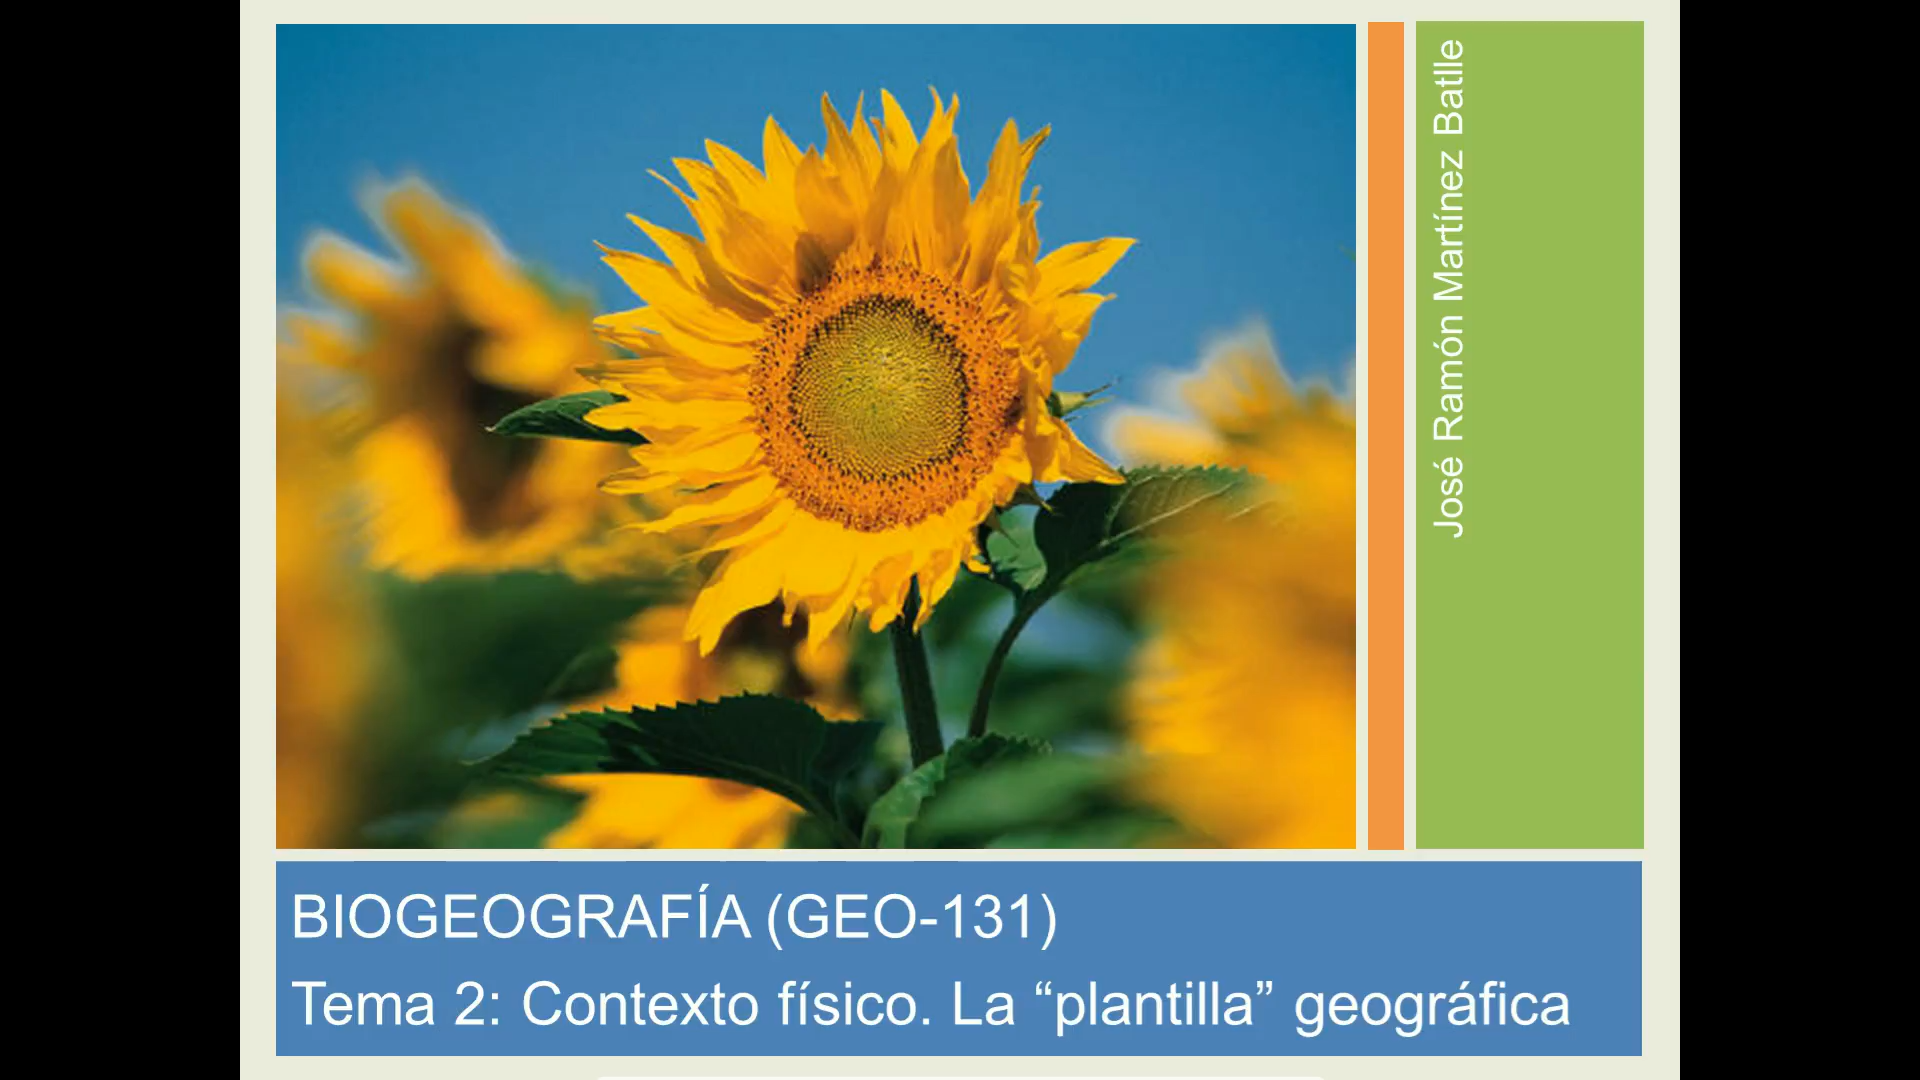 José Ramón Martínez Batlle
BIOGEOGRAFÍA (GEO-131)
Tema 2: Contexto físico. La “plantilla” geográfica